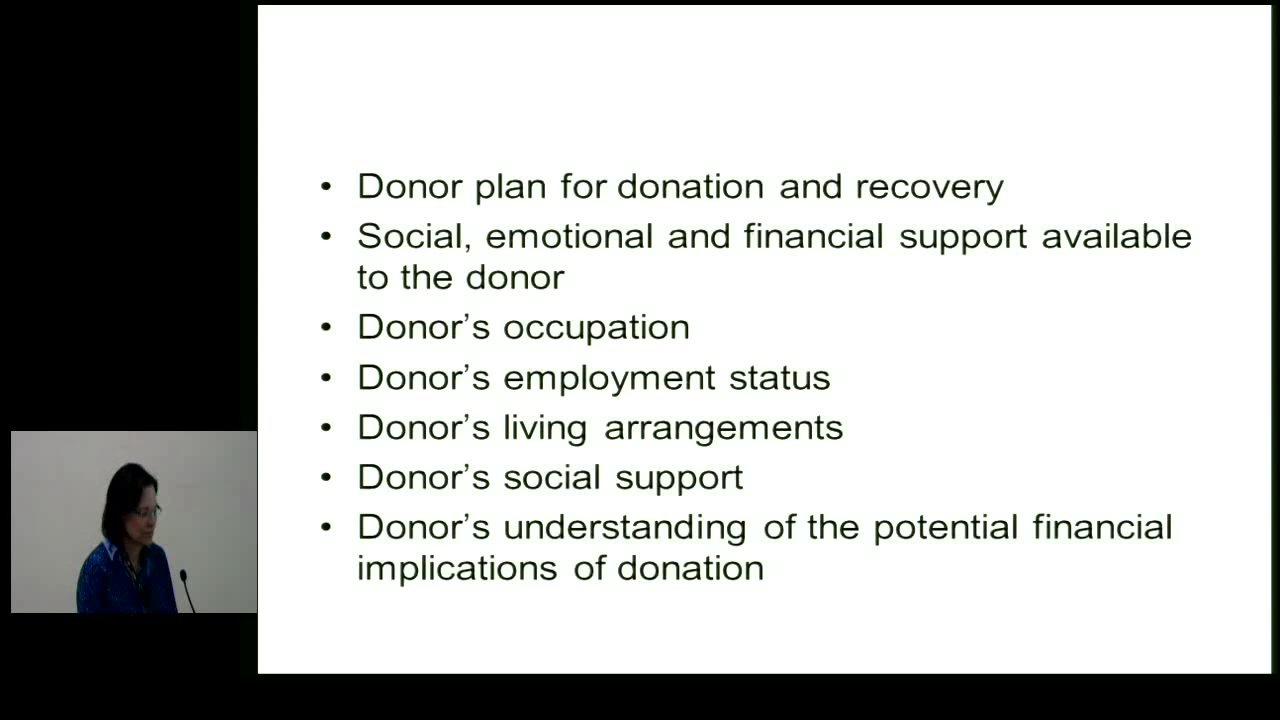 • Donor plan for donation and recovery
• Social, emotional and financial support available
to the donor
• Donor’s occupation
• Donor’s employment status
• Donor’s living arrangements
• Donor’s social support
• Donor’s understanding of the potential financial
implications of donation